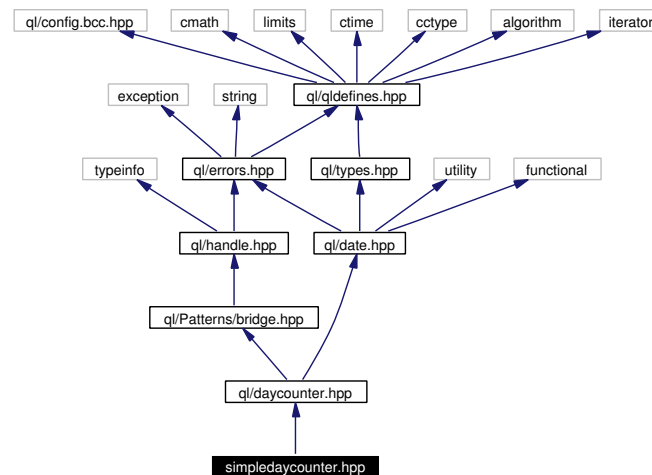 ql/config.bcc.hpp
cmath
limits
ctime
cctype
algorithm
iterator
exception
string
ql/qldefines.hpp
typeinfo
ql/errors.hpp
ql/types.hpp
utility
functional
ql/handle.hpp
ql/date.hpp
ql/Patterns/bridge.hpp
ql/daycounter.hpp
simpledaycounter.hpp